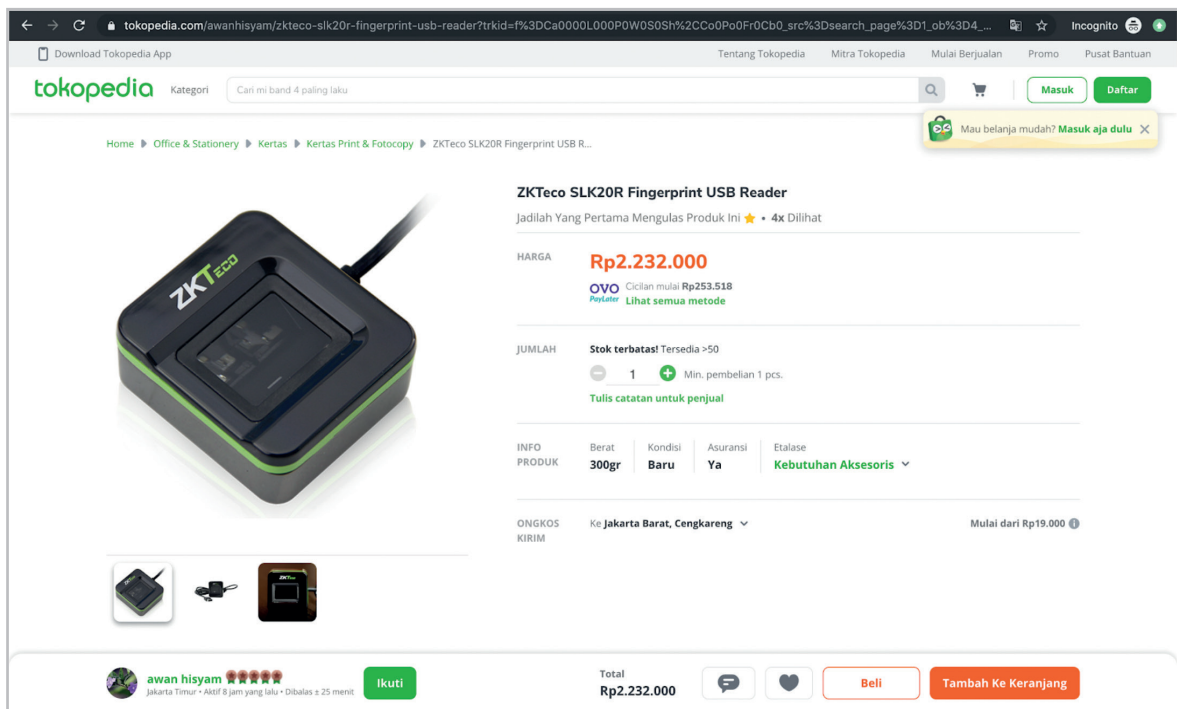 tokopedia.com/awanhisyam/zkteco-slk20r-fingerprint-usb-reader?trkid=f%3DCa0000L000P0W0S0Sh%2CCo0Po0Fr0Cb0_src%3Dsearch_page%3D1_ob%3D4_... Incognito
Download Tokopedia App Tentang Tokopedia Mitra Tokopedia Mulai Berjualan Promo Pusat Bantuan
tokopedia Kategori Cari mi band 4 paling laku Masuk Daftar
Mau belanja mudah? Masuk aja dulu
Home Office & Stationery Kertas Kertas Print & Fotocopy ZKTeco SLK20R Fingerprint USB R...
ZKTeco SLK20R Fingerprint USB Reader
Jadilah Yang Pertama Mengulas Produk Ini • 4x Dilihat
ZKTECO
HARGA Rp2.232.000
OVO PayLater Cicilan mulai Rp253.518
Lihat semua metode
JUMLAH Stok terbatas! Tersedia >50
1 Min. pembelian 1 pcs.
Tulis catatan untuk penjual
INFO PRODUK
Berat Kondisi Asuransi Etalase
300gr Baru Ya Kebutuhan Aksesoris
ONGKOS KIRIM
Ke Jakarta Barat, Cengkareng Mulai dari Rp19.000
ZKTeco
awan hisyam
Jakarta Timur • Aktif 8 jam yang lalu • Dibalas ± 25 menit
Ikuti
Total
Rp2.232.000
Beli
Tambah Ke Keranjang